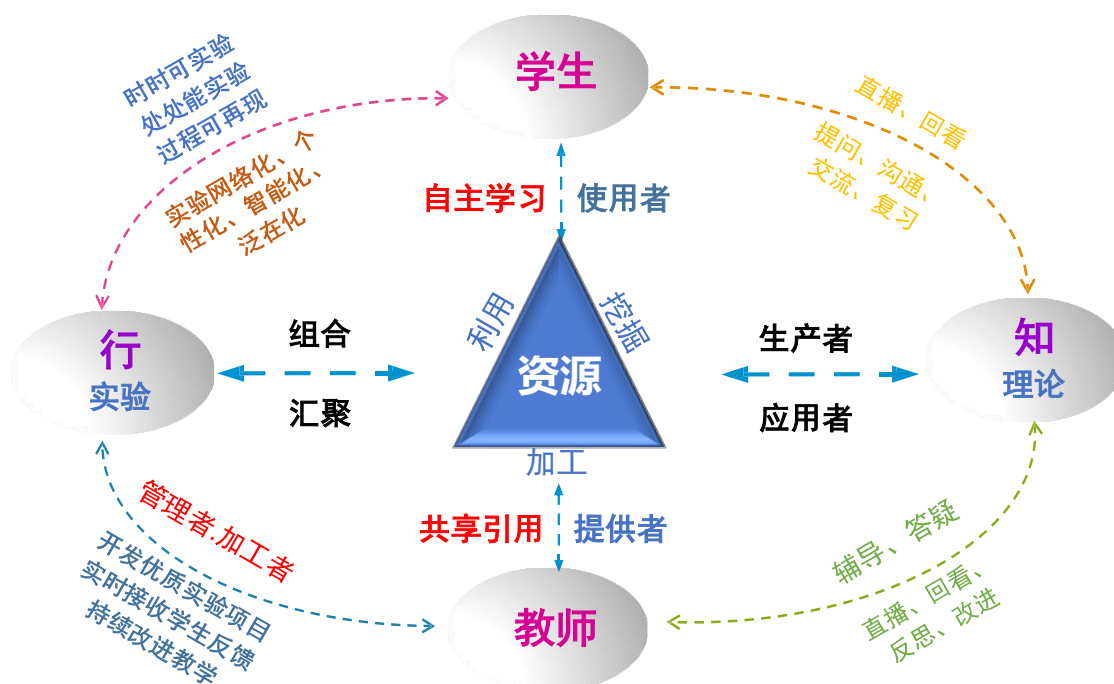 学生
时时可实验
处处能实验
过程可再现
实验网络化、个
性化、智能化、
泛在化
直播、回看
提问、沟通、
交流、复习
自主学习
使用者
利用
挖掘
资源
加工
行
实验
组合
汇聚
生产者
应用者
知
理论
共享引用
提供者
管理者.加工者
开发优质实验项目
实时接收学生反馈
持续改进教学
辅导、答疑
直播、回看、
反思、改进
教师